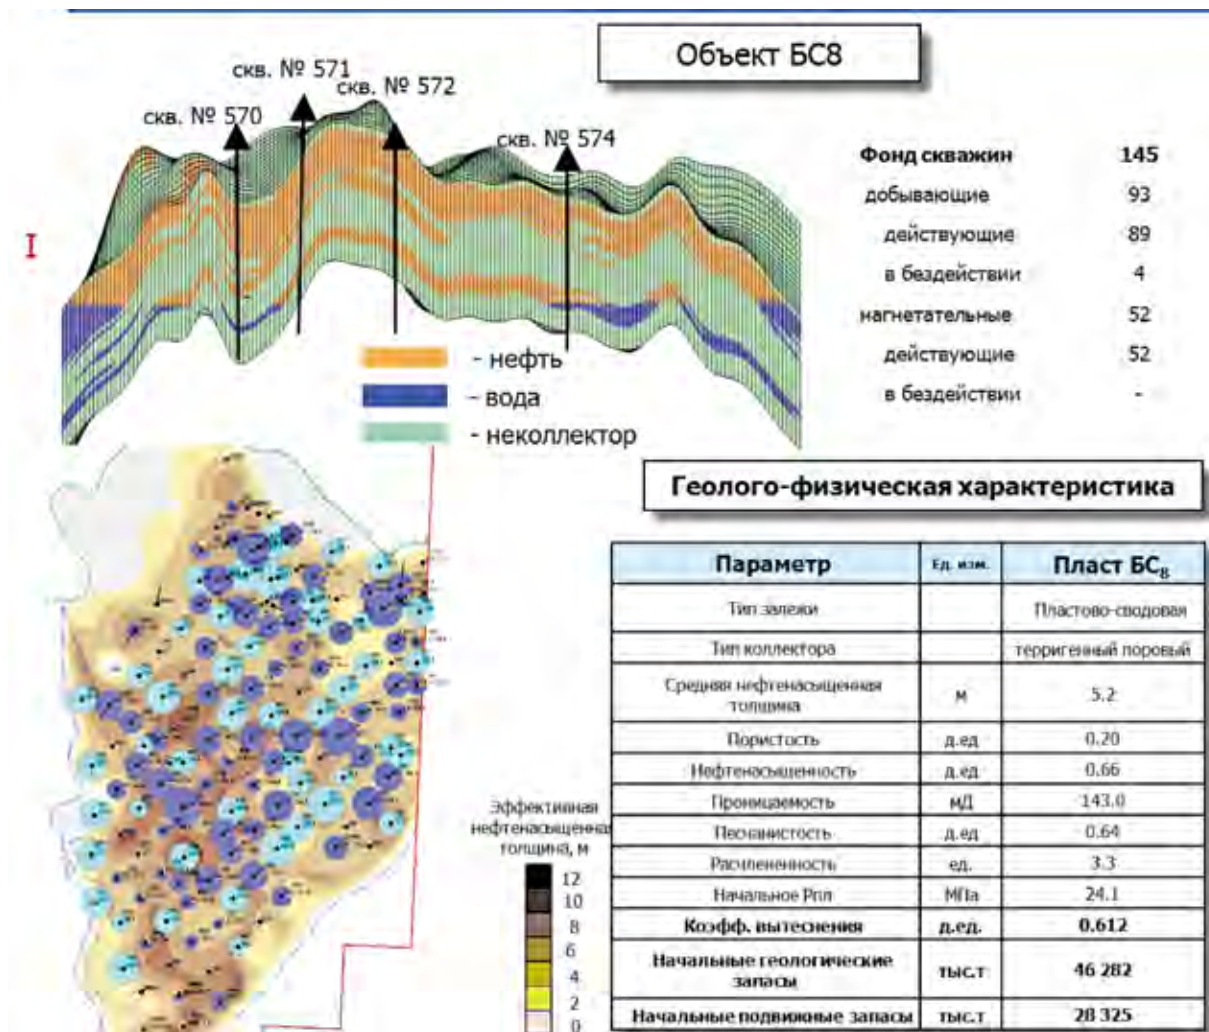 Объект БС8
скв. № 571
скв. № 572
скв. № 570
скв. № 574
I
Фонд скважин 145
добывающие 93
действующие 89
в бездействии 4
нагнетательные 52
действующие 52
в бездействии -
- нефть
- вода
- неколлектор
Геолого-физическая характеристика
Параметр Ед. изм. Пласт БС8
Тип залежи Пластово-сводовая
Тип коллектора терригенный поровый
Средняя нефтенасыщенная
толщина м 5.2
Пористость д.ед 0.20
Нефтенасыщенность д.ед 0.66
Проницаемость мД 143.0
Песчанистость д.ед 0.64
Расчлененность ед. 3.3
Начальное Рпл МПа 24.1
Коэфф. вытеснения д.ед. 0.612
Начальные геологические
запасы тыс.т 46 282
Начальные подвижные запасы тыс.т 28 325
Эффективная
нефтенасыщенная
толщина, м
12
10
8
6
4
2
0